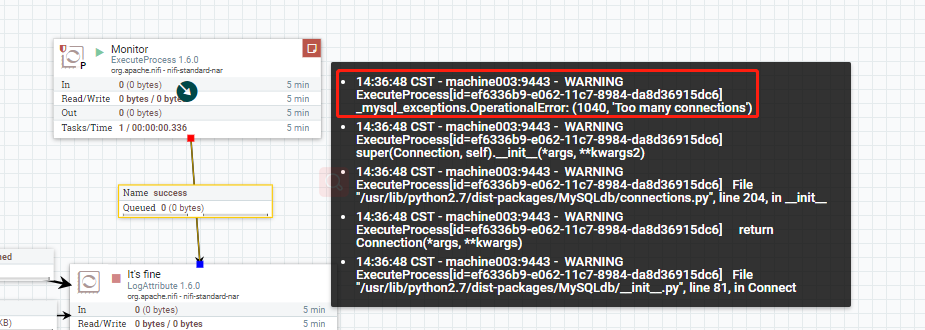 Monitor
ExecuteProcess 1.6.0
org.apache.nifi - nifi-standard-nar
P
In 0 (0 bytes) 5 min
Read/Write 0 bytes / 0 bytes 5 min
Out 0 (0 bytes) 5 min
Tasks/Time 1 / 00:00:00.336 5 min
14:36:48 CST - machine003:9443 - WARNING
ExecuteProcess[id=ef6336b9-e062-11c7-8984-da8d36915dc6]
_mysql_exceptions.OperationalError: (1040, 'Too many connections')
14:36:48 CST - machine003:9443 - WARNING
ExecuteProcess[id=ef6336b9-e062-11c7-8984-da8d36915dc6]
super(Connection, self).__init__(*args, **kwargs2)
14:36:48 CST - machine003:9443 - WARNING
ExecuteProcess[id=ef6336b9-e062-11c7-8984-da8d36915dc6] File
"/usr/lib/python2.7/dist-packages/MySQLdb/connections.py", line 204, in __init__
14:36:48 CST - machine003:9443 - WARNING
ExecuteProcess[id=ef6336b9-e062-11c7-8984-da8d36915dc6] return
Connection(*args, **kwargs)
14:36:48 CST - machine003:9443 - WARNING
ExecuteProcess[id=ef6336b9-e062-11c7-8984-da8d36915dc6] File
"/usr/lib/python2.7/dist-packages/MySQLdb/__init__.py", line 81, in Connect
Name success
Queued 0 (0 bytes)
It's fine
LogAttribute 1.6.0
org.apache.nifi - nifi-standard-nar
In 0 (0 bytes) 5 min
Read/Write 0 bytes / 0 bytes 5 min
KB)